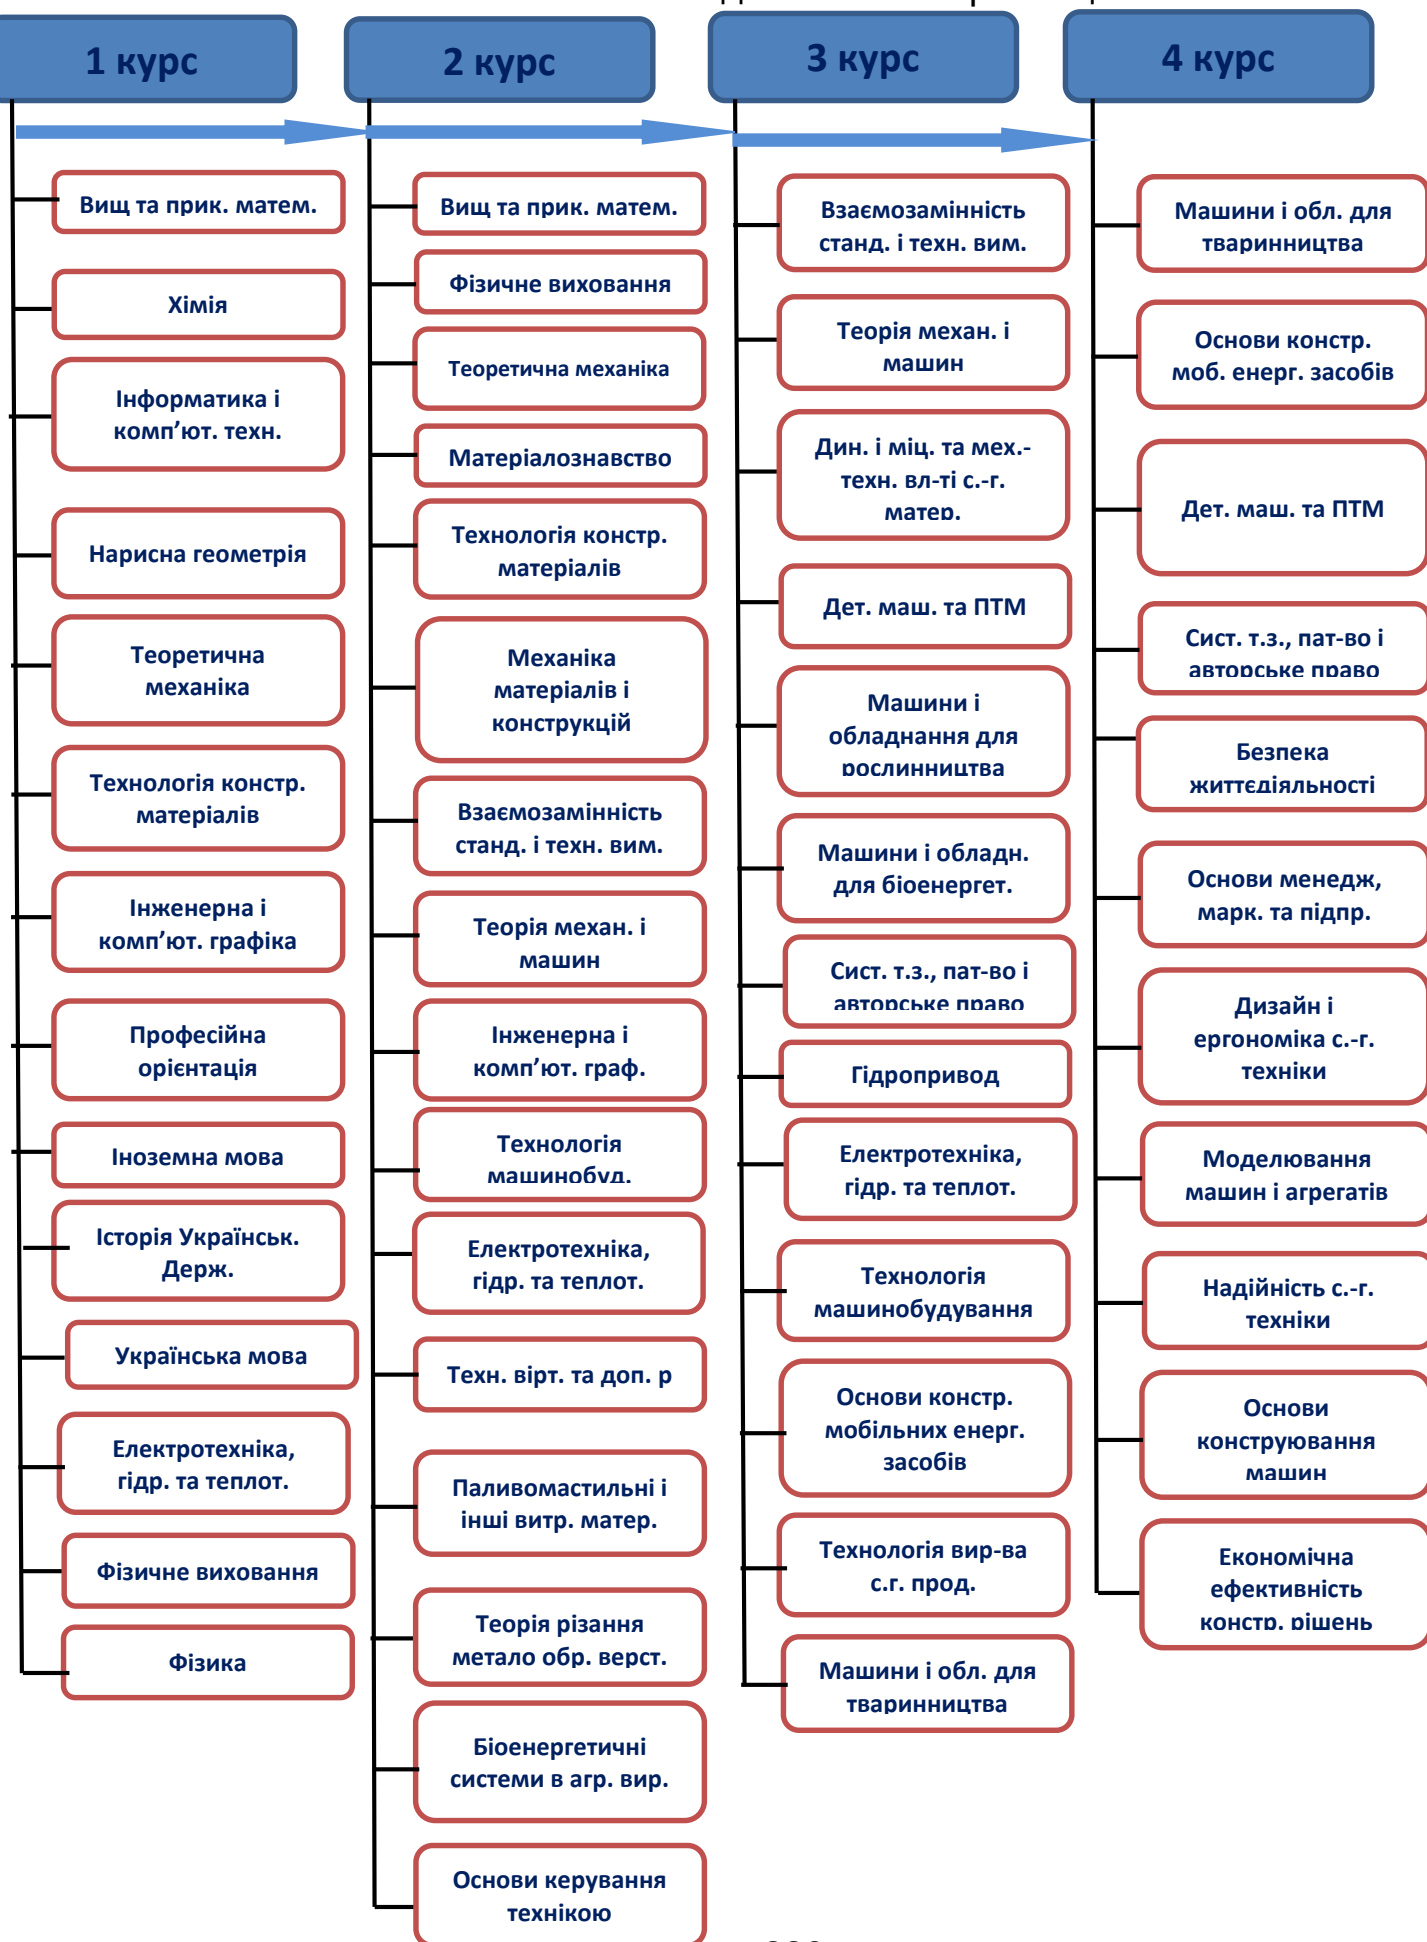 1 курс
Вищ та прик. матем.
Хімія
Інформатика і
комп’ют. техн.
Нарисна геометрія
Теоретична
механіка
Технологія констр.
матеріалів
Інженерна і
комп’ют. графіка
Професійна
орієнтація
Іноземна мова
Історія Українськ.
Держ.
Українська мова
Електротехніка,
гідр. та теплот.
Фізичне виховання
Фізика
2 курс
Вищ та прик. матем.
Фізичне виховання
Теоретична механіка
Матеріалознавство
Технологія констр.
матеріалів
Механіка
матеріалів і
конструкцій
Взаємозамінність
станд. і техн. вим.
Теорія механ. і
машин
Інженерна і
комп’ют. граф.
Технологія
машинобуд.
Електротехніка,
гідр. та теплот.
Техн. вірт. та доп. р
Паливомастильні і
інші витр. матер.
Теорія різання
метало обр. верст.
Біоенергетичні
системи в агр. вир.
Основи керування
технікою
3 курс
Взаємозамінність
станд. і техн. вим.
Теорія механ. і
машин
Дин. і міц. та мех.-
техн. вл-ті с.-г.
матер.
Дет. маш. та ПТМ
Машини і
обладнання для
рослинництва
Машини і обладн.
для біоенергет.
Сист. т.з., пат-во і
авторське право
Гідропривод
Електротехніка,
гідр. та теплот.
Технологія
машинобудування
Основи констр.
мобільних енерг.
засобів
Технологія вир-ва
с.г. прод.
Машини і обл. для
тваринництва
4 курс
Машини і обл. для
тваринництва
Основи констр.
моб. енерг. засобів
Дет. маш. та ПТМ
Сист. т.з., пат-во і
авторське право
Безпека
життєдіяльності
Основи менедж,
марк. та підпр.
Дизайн і
ергономіка с.-г.
техніки
Моделювання
машин і агрегатів
Надійність с.-г.
техніки
Основи
конструювання
машин
Економічна
ефективність
констр. рішень